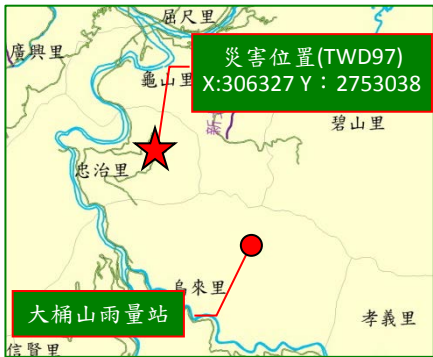 屈尺里
廣興里
龜山里
災害位置(TWD97)
X:306327 Y：2753038
碧山里
忠治里
烏來里
大桶山雨量站
孝義里
信賢里